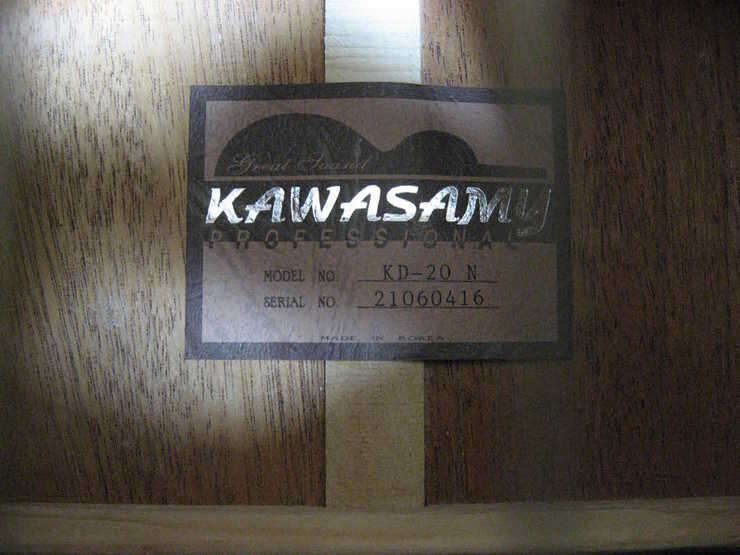 Great Sound
KAWASAMY
PROFESSIONAL
MODEL NO. KD-20 N
SERIAL NO. 21060416
MADE IN KOREA